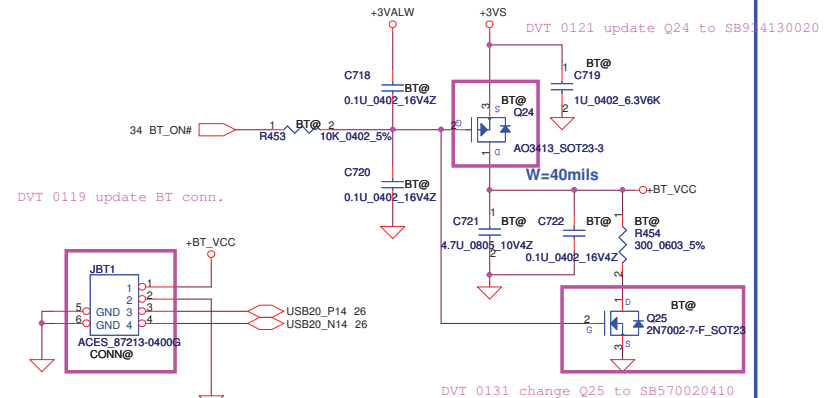 +3VALW
+3VS
DVT 0121 update Q24 to SB934130020
C718
BT@
0.1U_0402_16V4Z
1
BT@
C719
2
1U_0402_6.3V6K
3
S
BT@
Q24
34 BT_ON#
1
BT@
2
R453
10K_0402_5%
2
G
1
D
AO3413_SOT23-3
C720
BT@
0.1U_0402_16V4Z
W=40mils
+BT_VCC
DVT 0119 update BT conn.
1
C721
BT@
4.7U_0805_10V4Z
2
C722
BT@
0.1U_0402_16V4Z
1
BT@
R454
300_0603_5%
2
+BT_VCC
JBT1
1
1
2
2
5
GND
3
3
USB20_P14 26
6
GND
4
4
USB20_N14 26
ACES_87213-0400G
CONN@
1
D
BT@
2
G
Q25
2N7002-7-F_SOT23
3
S
DVT 0131 change Q25 to SB570020410